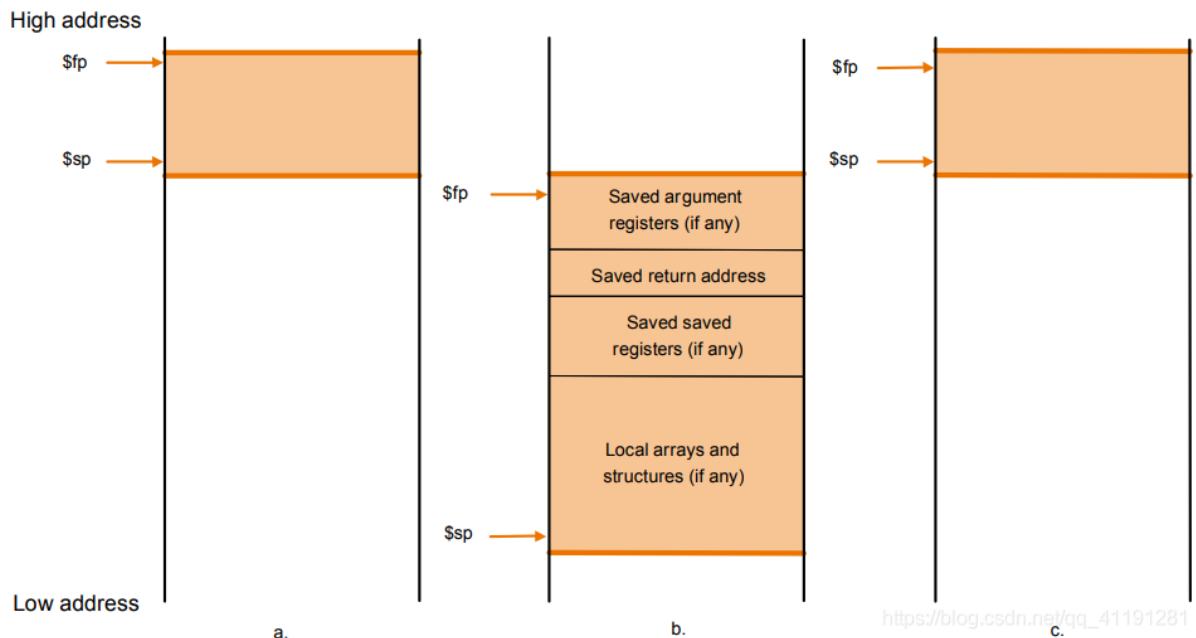 High address
$fp
$sp
$fp
Saved argument
registers (if any)
Saved return address
Saved saved
registers (if any)
Local arrays and
structures (if any)
$sp
$fp
$sp
Low address
a.
b.
c.
https://blog.csdn.net/qq_41191281